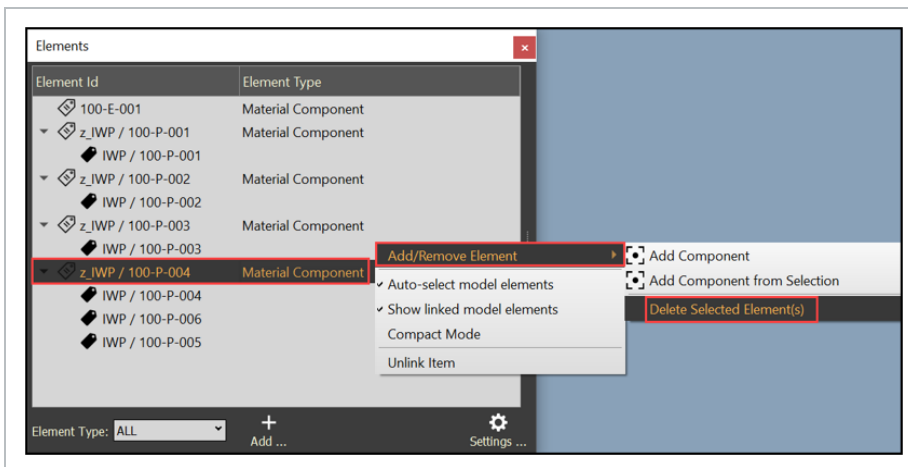 Elements
×
Element Id Element Type
100-E-001 Material Component
z_IWP / 100-P-001 Material Component
IWP / 100-P-001
z_IWP / 100-P-002 Material Component
IWP / 100-P-002
z_IWP / 100-P-003 Material Component
IWP / 100-P-003
z_IWP / 100-P-004 Material Component
IWP / 100-P-004
IWP / 100-P-006
IWP / 100-P-005
Add/Remove Element
Auto-select model elements
Show linked model elements
Compact Mode
Unlink Item
Add Component
Add Component from Selection
Delete Selected Element(s)
Element Type: ALL
Add ...
Settings ...